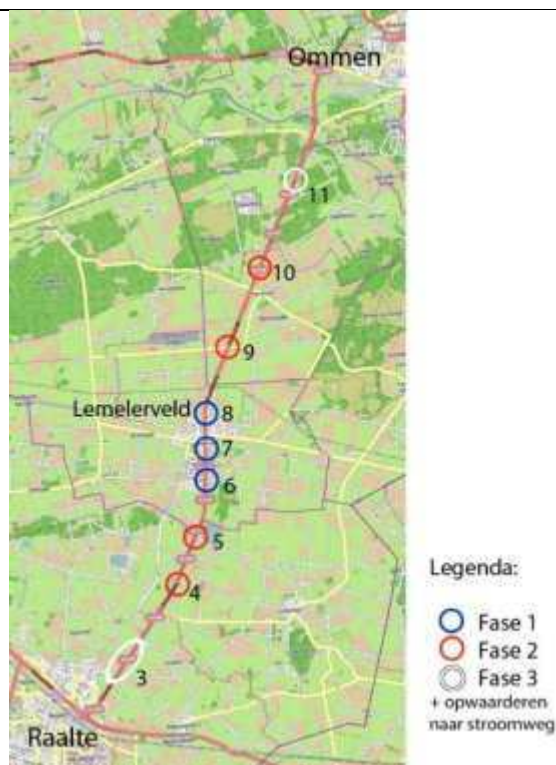 Ommen
11
10
9
Lemelerveld
8
7
6
5
4
3
Raalte
Legenda:
Fase 1
Fase 2
Fase 3
+ opwaarderen
naar stroomweg